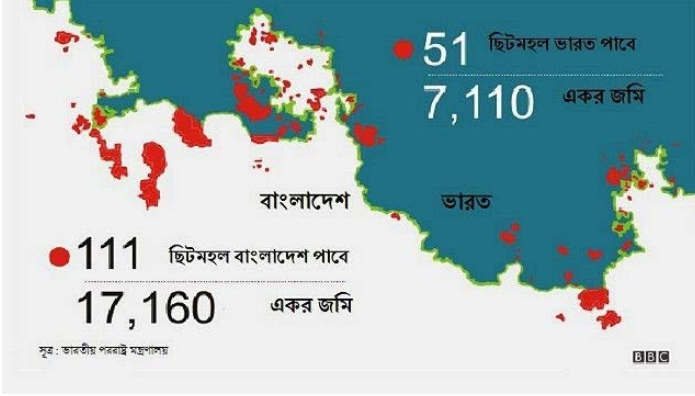 51 ছিটমহল ভারত পাবে
7,110 একর জমি
বাংলাদেশ
ভারত
111 ছিটমহল বাংলাদেশ পাবে
17,160 একর জমি
সূত্র : ভারতীয় পররাষ্ট্র মন্ত্রণালয়
BBC